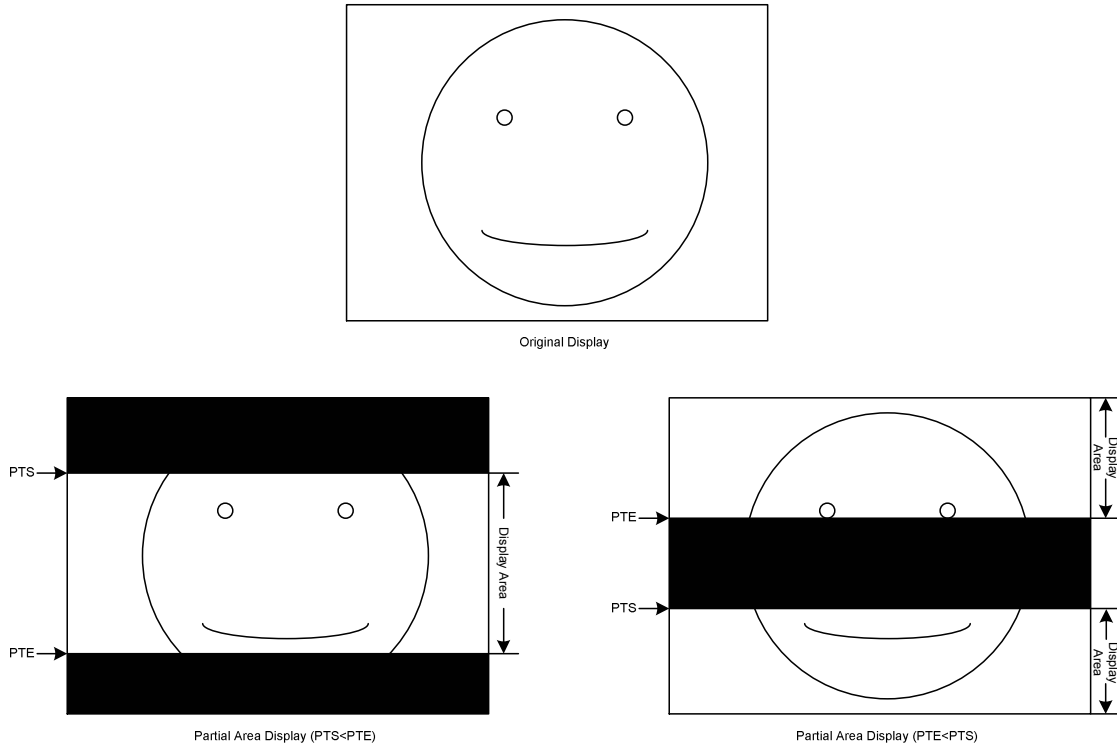 Original Display
PTS
Display Area
PTE
Partial Area Display (PTS<PTE)
Display
Area
PTE
PTS
Display
Area
Partial Area Display (PTE<PTS)